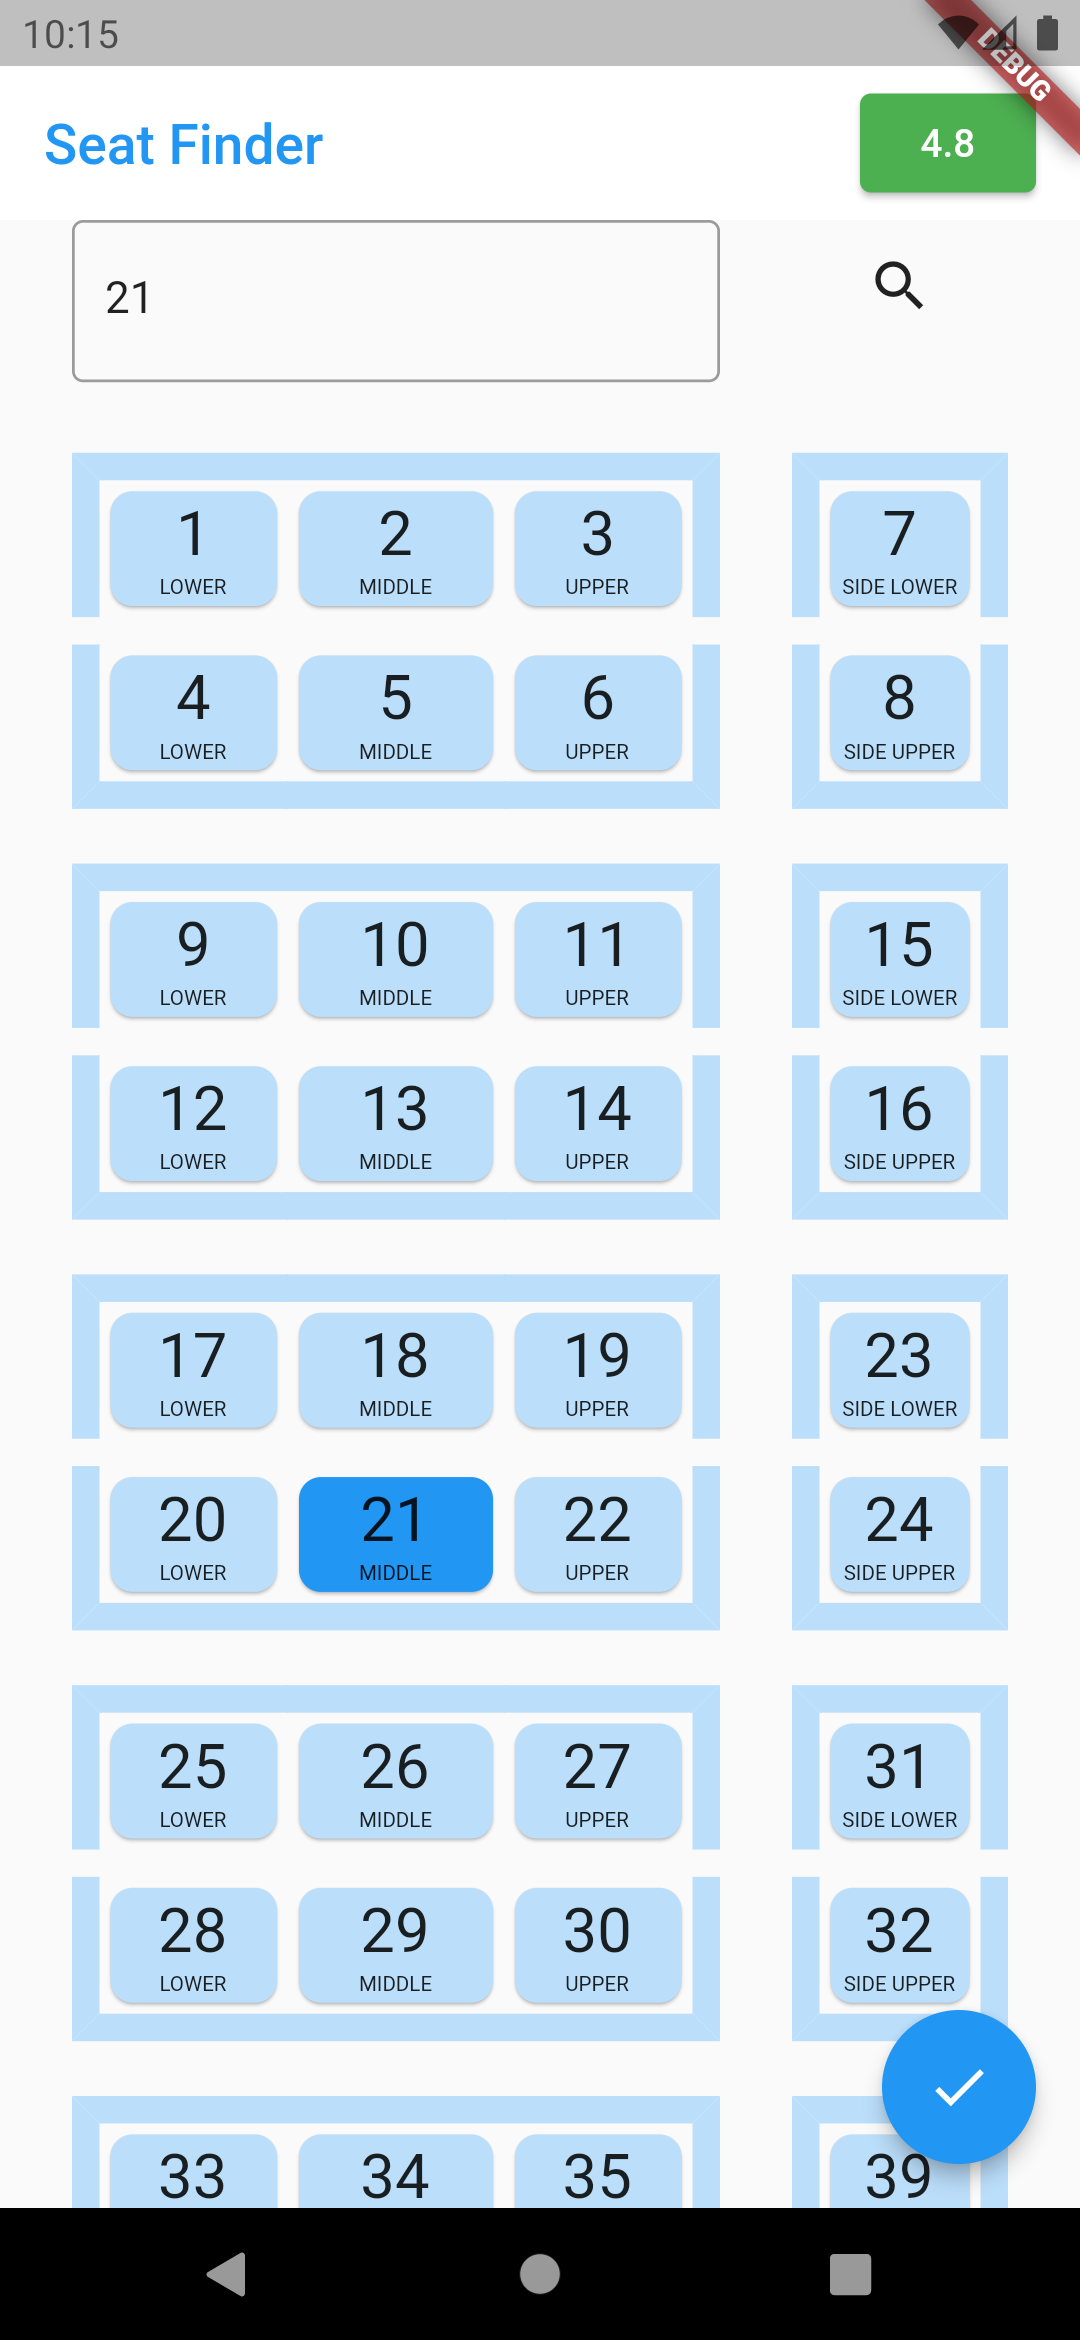 10:15
DEBUG
Seat Finder
4.8
21
1 2 3 7
LOWER MIDDLE UPPER SIDE LOWER
4 5 6 8
LOWER MIDDLE UPPER SIDE UPPER
9 10 11 15
LOWER MIDDLE UPPER SIDE LOWER
12 13 14 16
LOWER MIDDLE UPPER SIDE UPPER
17 18 19 23
LOWER MIDDLE UPPER SIDE LOWER
20 21 22 24
LOWER MIDDLE UPPER SIDE UPPER
25 26 27 31
LOWER MIDDLE UPPER SIDE LOWER
28 29 30 32
LOWER MIDDLE UPPER SIDE UPPER
33 34 35 39